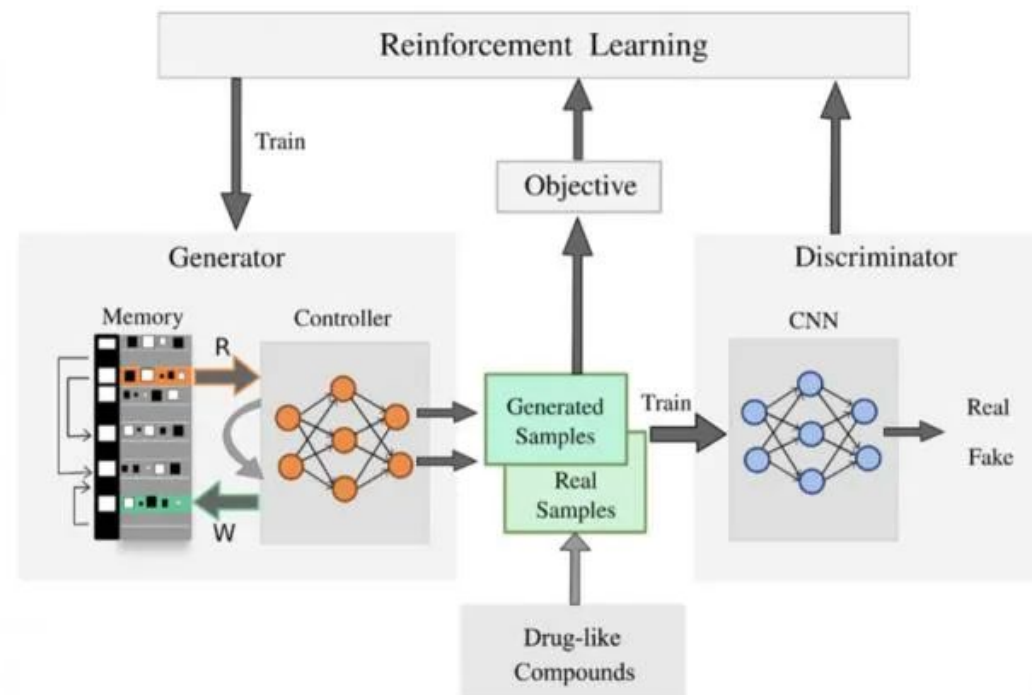 Reinforcement Learning
Train
Objective
Generator
Discriminator
Memory
Controller
CNN
R
W
Generated
Samples
Train
Real
Samples
Real
Fake
Drug-like
Compounds